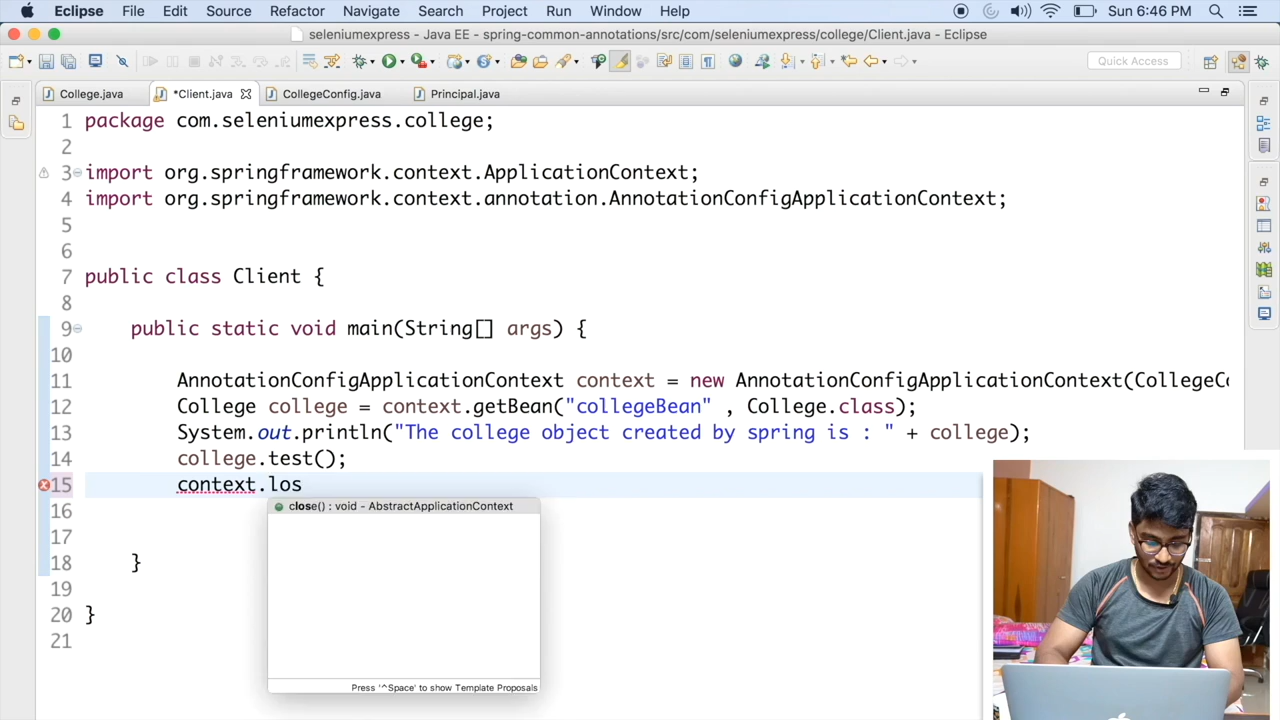 Eclipse File Edit Source Refactor Navigate Search Project Run Window Help Sun 6:46 PM
seleniumexpress - Java EE - spring-common-annotations/src/com/seleniumexpress/college/Client.java - Eclipse
Quick Access
College.java *Client.java CollegeConfig.java Principal.java
1 package com.seleniumexpress.college;
2
3 import org.springframework.context.ApplicationContext;
4 import org.springframework.context.annotation.AnnotationConfigApplicationContext;
5
6
7 public class Client {
8
9 public static void main(String[] args) {
10
11 AnnotationConfigApplicationContext context = new AnnotationConfigApplicationContext(CollegeCo
12 College college = context.getBean("collegeBean" , College.class);
13 System.out.println("The college object created by spring is : " + college);
14 college.test();
15 context.los
close() : void - AbstractApplicationContext
16
17
18 }
19
20 }
21
Press '^Space' to show Template Proposals